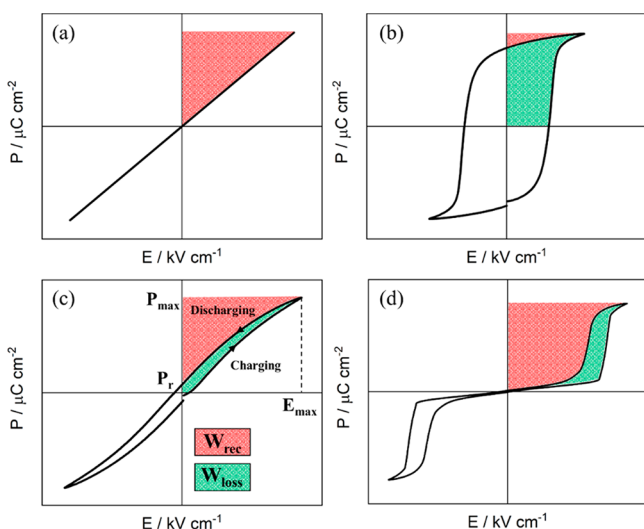 (a)
P / μC cm⁻²
E / kV cm⁻¹
(b)
P / μC cm⁻²
E / kV cm⁻¹
(c)
P / μC cm⁻²
Pmax
Discharging
Charging
Pr
Emax
Wrec
Wloss
E / kV cm⁻¹
(d)
P / μC cm⁻²
E / kV cm⁻¹